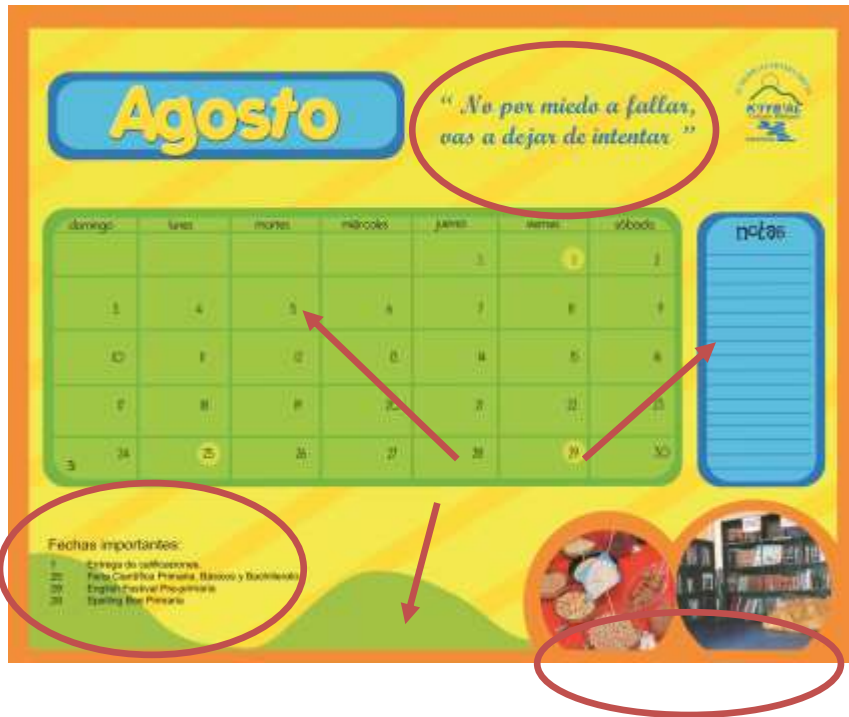 Agosto
“ No por miedo a fallar,
vas a dejar de intentar ”
domingo lunes martes miércoles jueves viernes sábado
1 2
3 4 5 6 7 8 9
10 11 12 13 14 15 16
17 18 19 20 21 22 23
24 25 26 27 28 29 30
31
notas
Fechas importantes:
1 Entrega de calificaciones.
25 Feria Científica Primaria, Básicos y Bachillerato
29 English Festival Pre-primaria
29 Spelling Bee Primaria